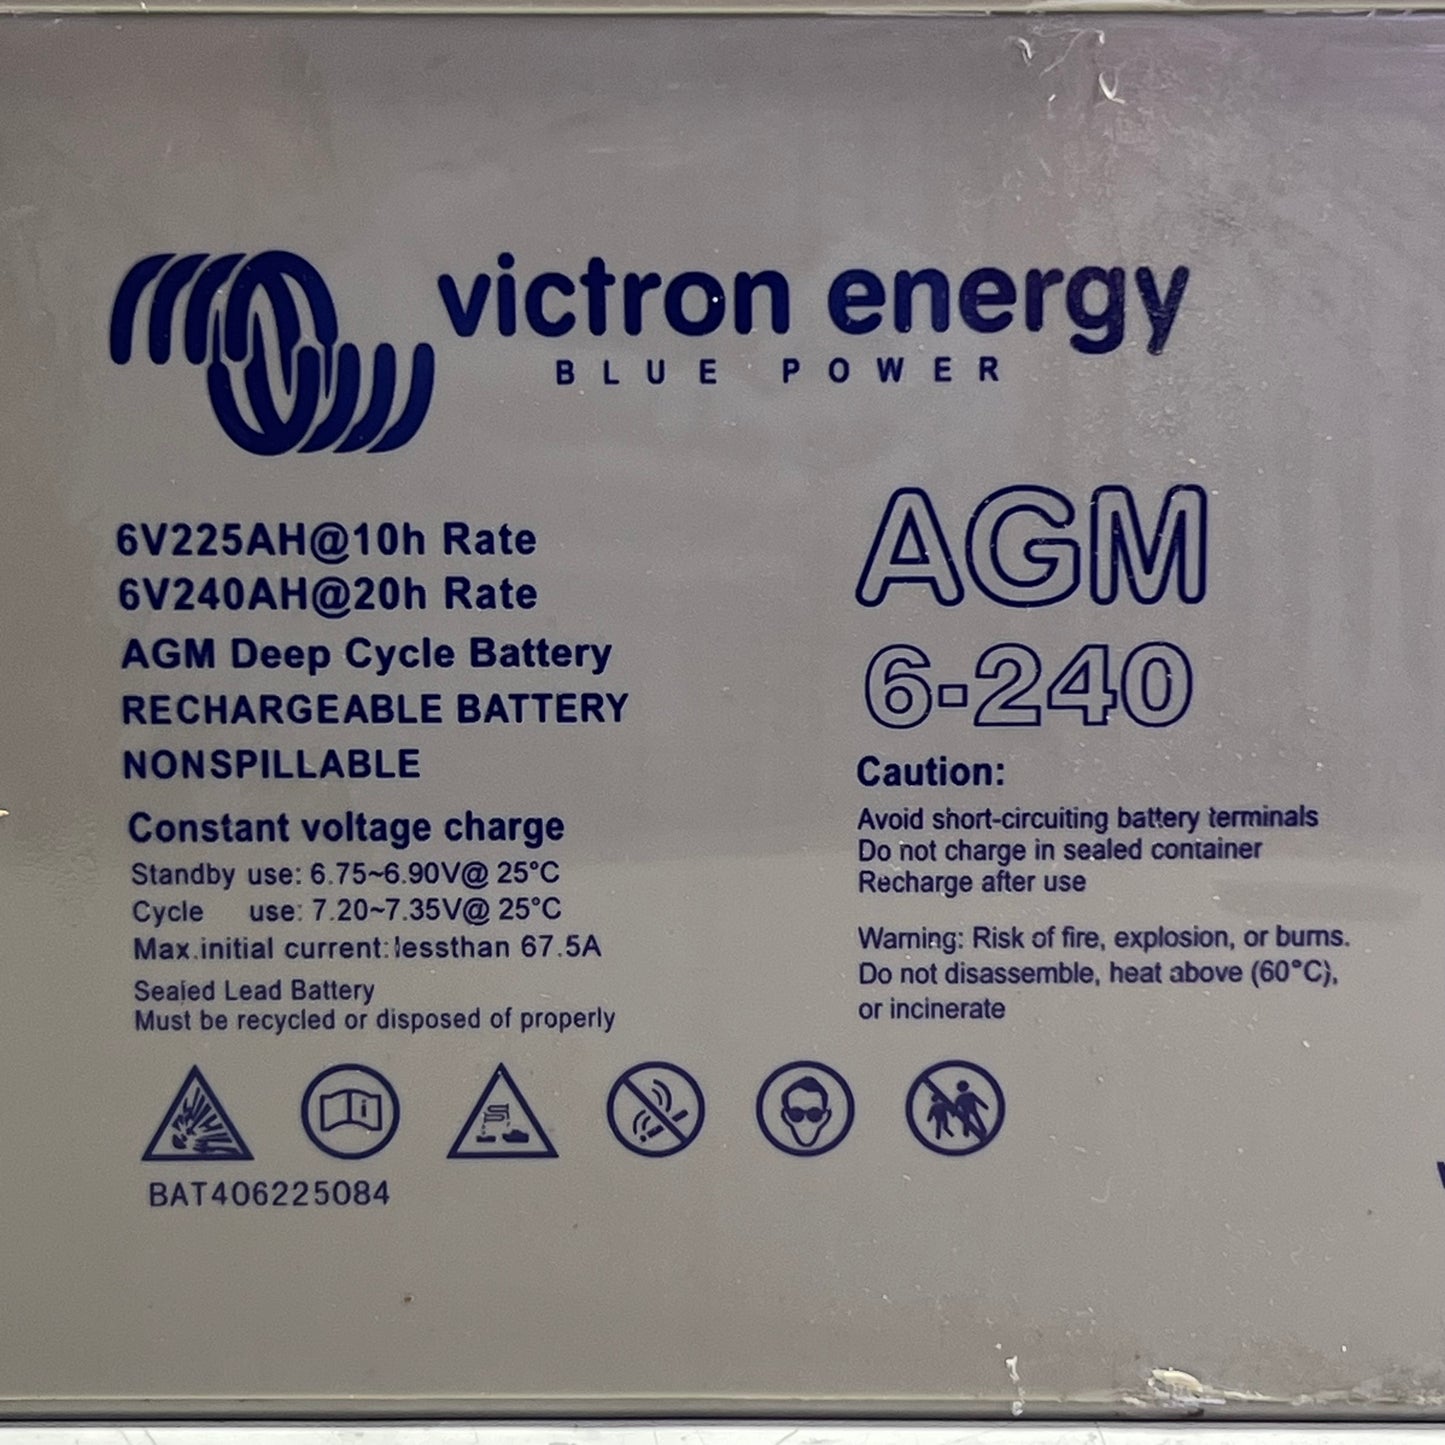 victron energy
BLUE POWER
6V225AH@10h Rate
6V240AH@20h Rate
AGM Deep Cycle Battery
RECHARGEABLE BATTERY
NONSPILLABLE
Constant voltage charge
Standby use: 6.75~6.90V@ 25°C
Cycle use: 7.20~7.35V@ 25°C
Max.initial current:lessthan 67.5A
Sealed Lead Battery
Must be recycled or disposed of properly
BAT406225084
AGM
6-240
Caution:
Avoid short-circuiting battery terminals
Do not charge in sealed container
Recharge after use
Warning: Risk of fire, explosion, or burns.
Do not disassemble, heat above (60°C),
or incinerate